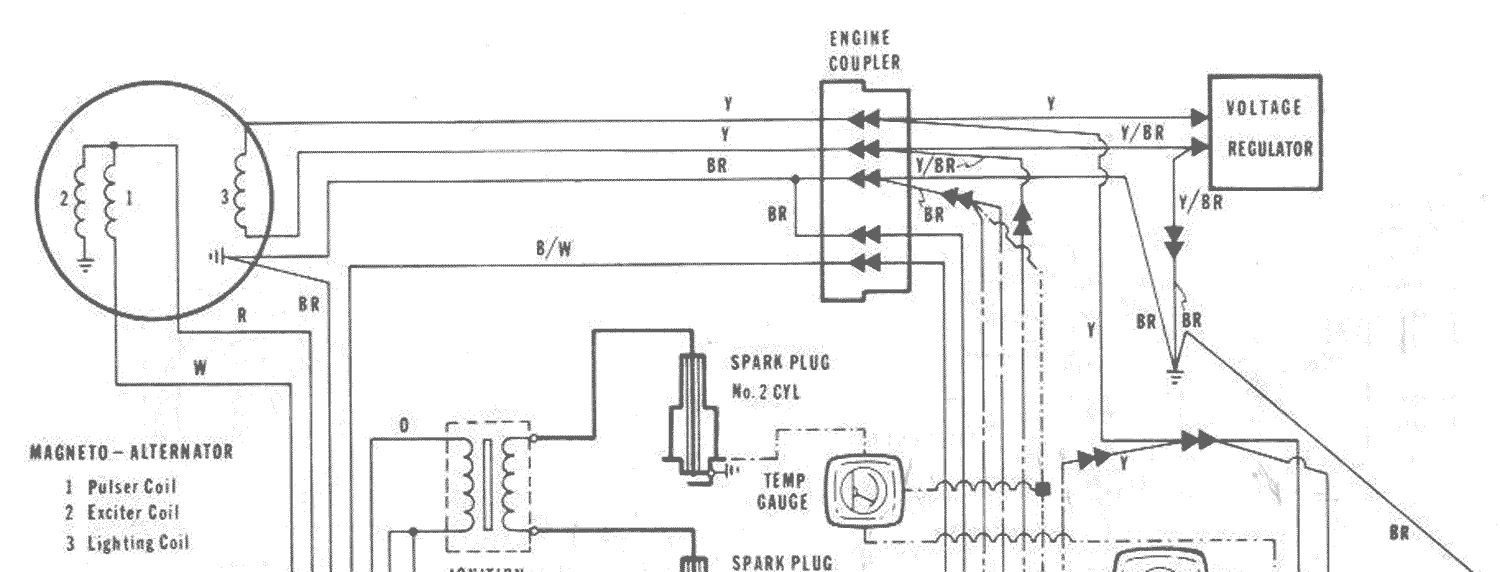 ENGINE
COUPLER
Y
Y
VOLTAGE
Y
Y/BR
REGULATOR
BR
Y/BR
2
1
3
Y/BR
BR
BR
B/W
BR
R
Y
BR
BR
W
SPARK PLUG
No. 2 CYL
O
MAGNETO - ALTERNATOR
Y
TEMP
GAUGE
1 Pulser Coil
2 Exciter Coil
3 Lighting Coil
BR
IGNITION
SPARK PLUG